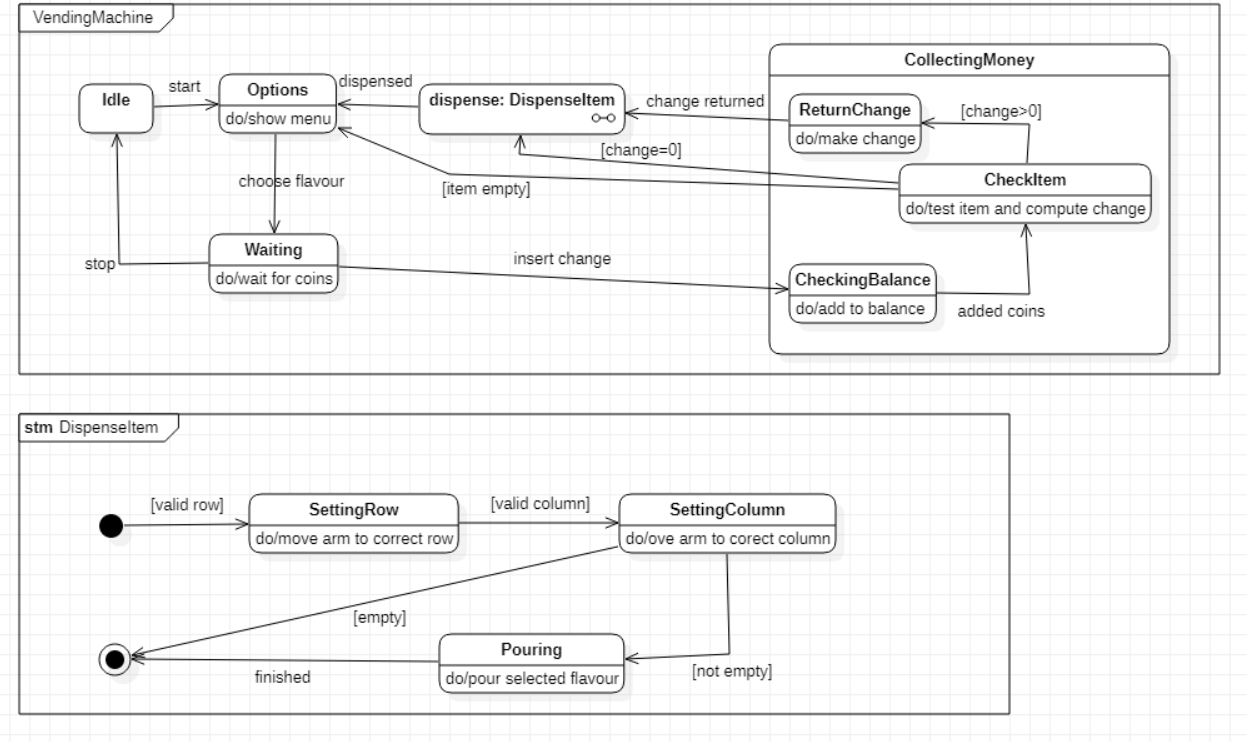 VendingMachine
CollectingMoney
Idle
start
Options
do/show menu
dispensed
dispense: DispenseItem
change returned
ReturnChange
do/make change
[change>0]
[change=0]
[item empty]
CheckItem
do/test item and compute change
choose flavour
Waiting
do/wait for coins
stop
insert change
CheckingBalance
do/add to balance
added coins
stm DispenseItem
[valid row]
SettingRow
do/move arm to correct row
[valid column]
SettingColumn
do/ove arm to corect column
[empty]
Pouring
do/pour selected flavour
finished
[not empty]